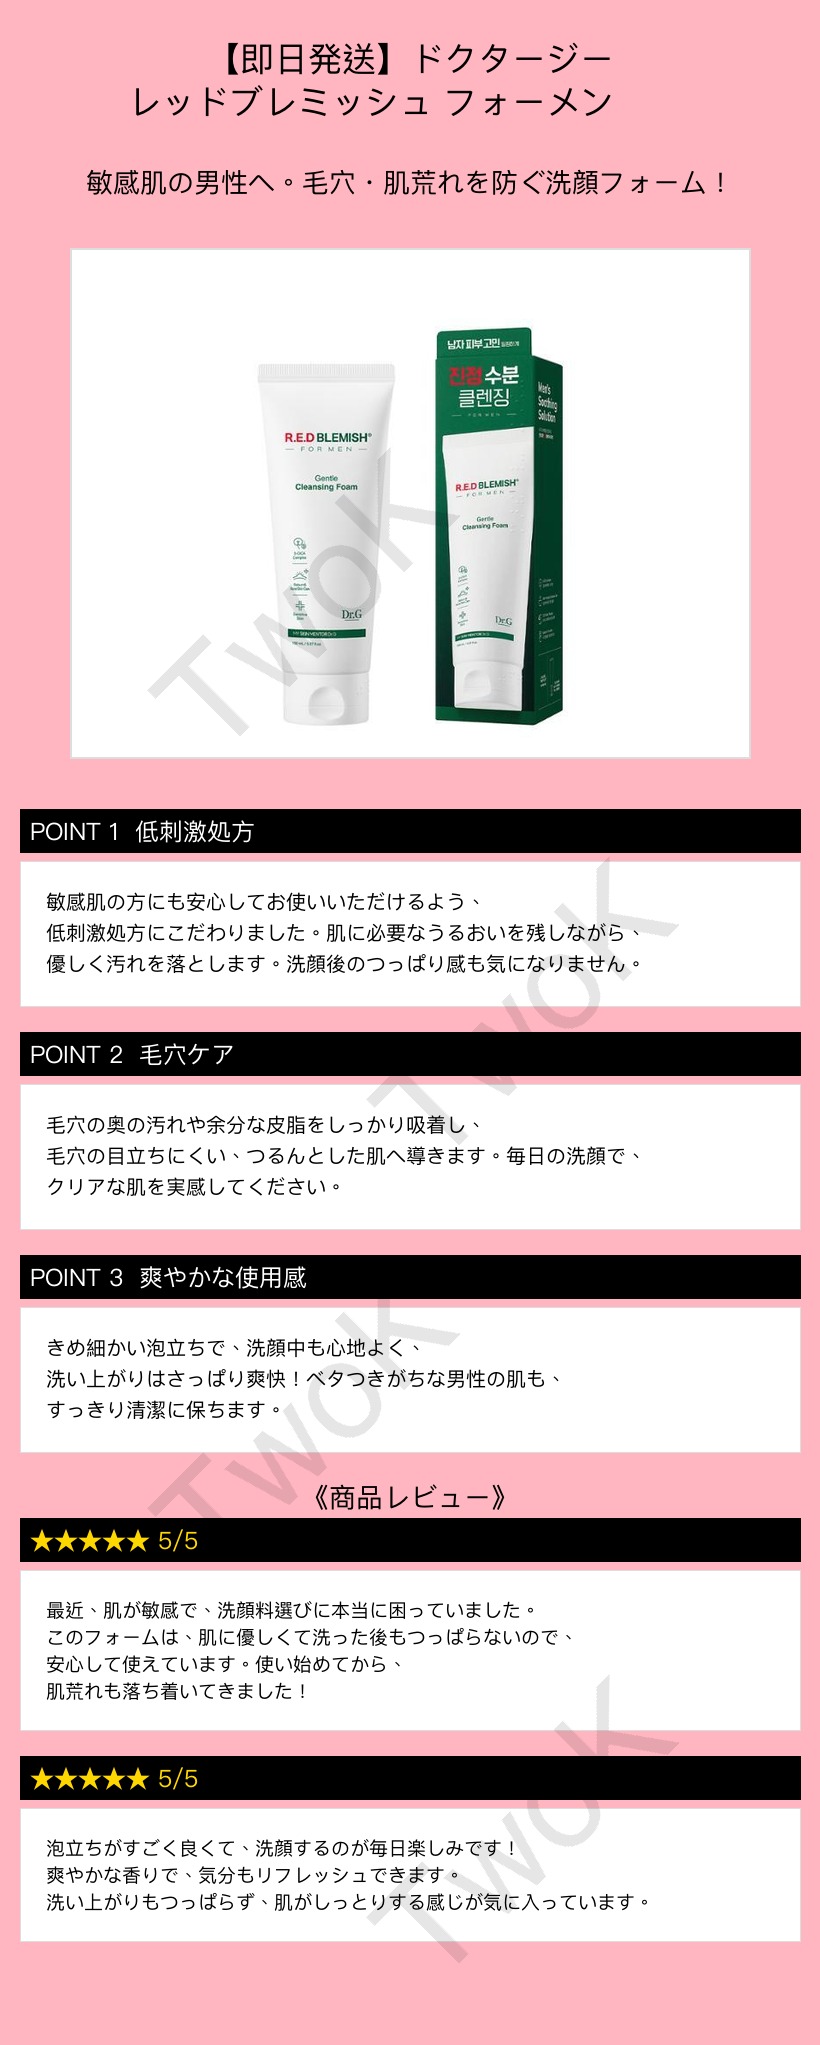 【即日発送】ドクタージー
レッドブレミッシュ フォーメン
敏感肌の男性へ。毛穴・肌荒れを防ぐ洗顔フォーム！
R.E.D BLEMISH®
FOR MEN
Gentle
Cleansing Foam
Dr.G
MY SKIN MENTOR Dr.G
남자 피부 고민
진정 수분
클렌징
FOR MEN
Men's
Soothing
Solution
R.E.D BLEMISH®
FOR MEN
Gentle
Cleansing Foam
Dr.G
TwoK
POINT 1 低刺激処方
敏感肌の方にも安心してお使いいただけるよう、
低刺激処方にこだわりました。肌に必要なうるおいを残しながら、
優しく汚れを落とします。洗顔後のつっぱり感も気になりません。
TwoK
POINT 2 毛穴ケア
毛穴の奥の汚れや余分な皮脂をしっかり吸着し、
毛穴の目立ちにくい、つるんとした肌へ導きます。毎日の洗顔で、
クリアな肌を実感してください。
POINT 3 爽やかな使用感
きめ細かい泡立ちで、洗顔中も心地よく、
洗い上がりはさっぱり爽快！ベタつきがちな男性の肌も、
すっきり清潔に保ちます。
TwoK
《商品レビュー》
★★★★★ 5/5
最近、肌が敏感で、洗顔料選びに本当に困っていました。
このフォームは、肌に優しくて洗った後もつっぱらないので、
安心して使えています。使い始めてから、
肌荒れも落ち着いてきました！
★★★★★ 5/5
泡立ちがすごく良くて、洗顔するのが毎日楽しみです！
爽やかな香りで、気分もリフレッシュできます。
洗い上がりもつっぱらず、肌がしっとりする感じが気に入っています。
TwoK